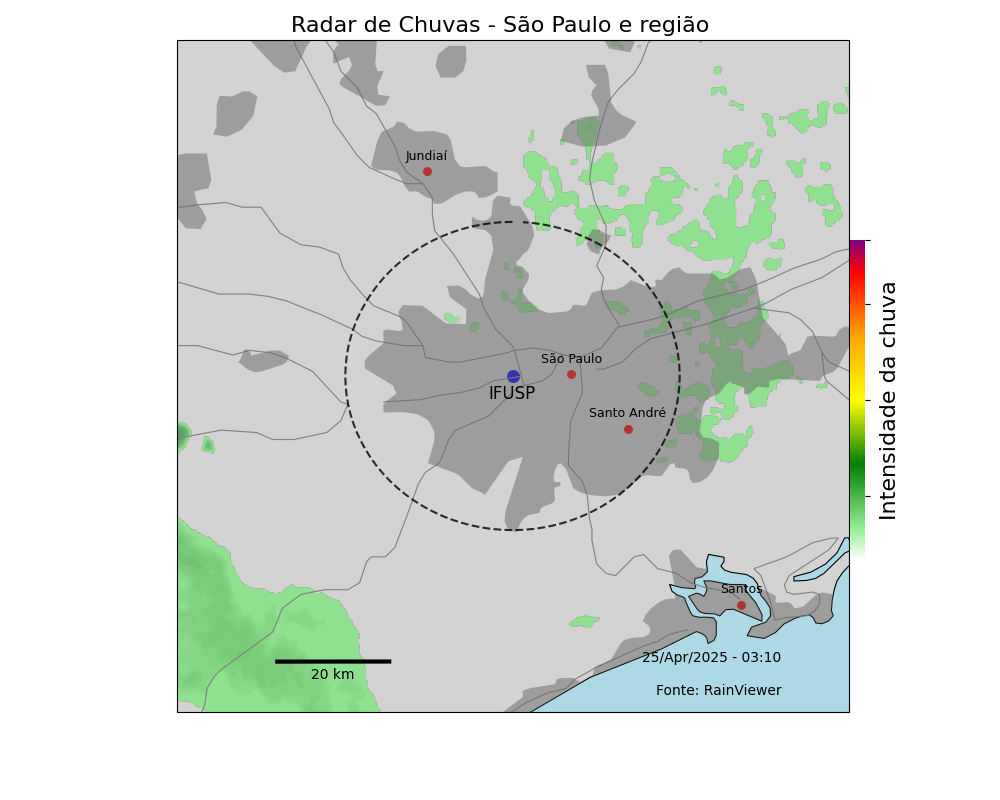 Radar de Chuvas - São Paulo e região
Jundiaí
São Paulo
IFUSP
Santo André
Intensidade da chuva
Santos
25/Apr/2025 - 03:10
20 km
Fonte: RainViewer